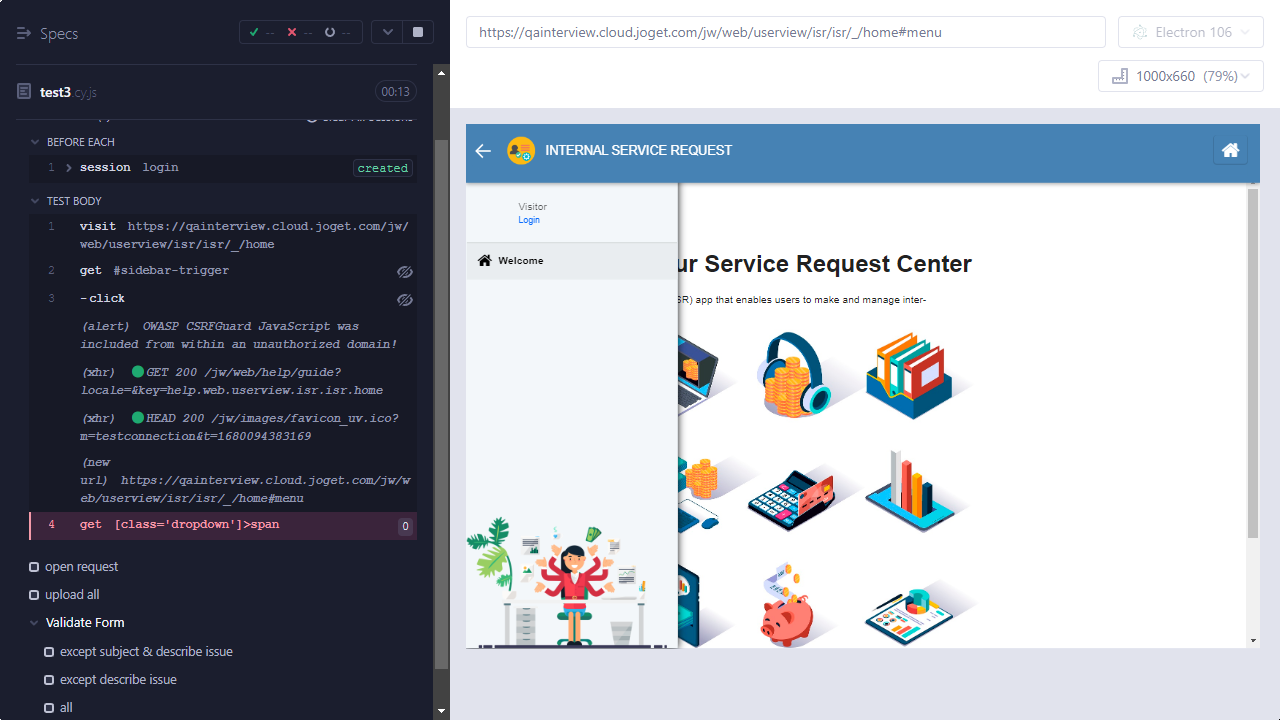 Specs
-- -- --
test3.cy.js
00:13
BEFORE EACH
1 session login created
TEST BODY
1 visit https://qainterview.cloud.joget.com/jw/
web/userview/isr/isr/_/home
2 get #sidebar-trigger
3 -click
(alert) OWASP CSRFGuard JavaScript was
included from within an unauthorized domain!
(xhr) GET 200 /jw/web/help/guide?
locale=&key=help.web.userview.isr.isr.home
(xhr) HEAD 200 /jw/images/favicon_uv.ico?
m=testconnection&t=1680094383169
(new
url) https://qainterview.cloud.joget.com/jw/w
eb/userview/isr/isr/_/home#menu
4 get [class='dropdown']>span 0
open request
upload all
Validate Form
except subject & describe issue
except describe issue
all
https://qainterview.cloud.joget.com/jw/web/userview/isr/isr/_/home#menu
Electron 106
1000x660 (79%)
INTERNAL SERVICE REQUEST
Visitor
Login
Welcome
ur Service Request Center
SR) app that enables users to make and manage inter-